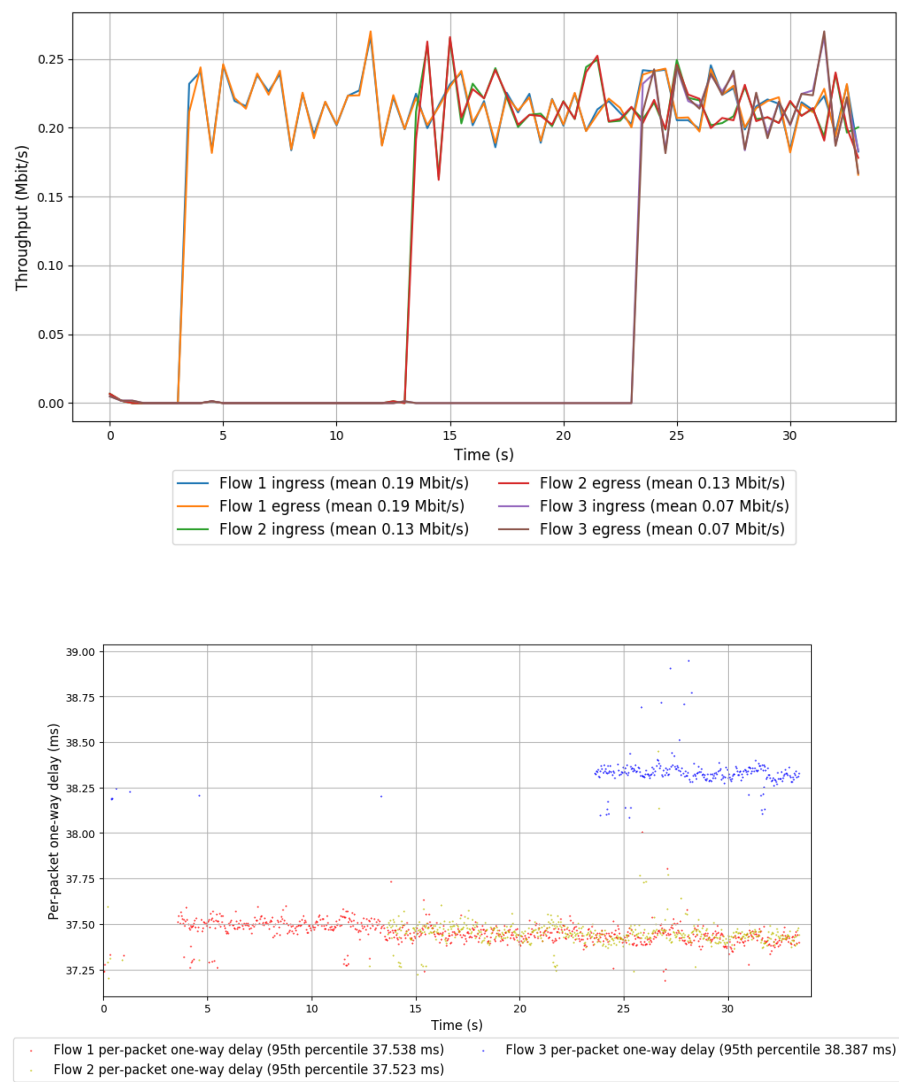 0.25
0.20
0.15
0.10
0.05
0.00
Throughput (Mbit/s)
0 5 10 15 20 25 30
Time (s)
Flow 1 ingress (mean 0.19 Mbit/s) Flow 2 egress (mean 0.13 Mbit/s)
Flow 1 egress (mean 0.19 Mbit/s) Flow 3 ingress (mean 0.07 Mbit/s)
Flow 2 ingress (mean 0.13 Mbit/s) Flow 3 egress (mean 0.07 Mbit/s)
39.00
38.75
38.50
38.25
38.00
37.75
37.50
37.25
Per-packet one-way delay (ms)
0 5 10 15 20 25 30
Time (s)
Flow 1 per-packet one-way delay (95th percentile 37.538 ms) Flow 3 per-packet one-way delay (95th percentile 38.387 ms)
Flow 2 per-packet one-way delay (95th percentile 37.523 ms)